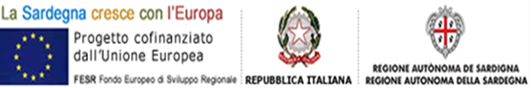 La Sardegna cresce con l'Europa
Progetto cofinanziato
dall'Unione Europea
FESR Fondo Europeo di Sviluppo Regionale
REPUBBLICA ITALIANA
REGIONE AUTÒNOMA DE SARDIGNA
REGIONE AUTONOMA DELLA SARDEGNA